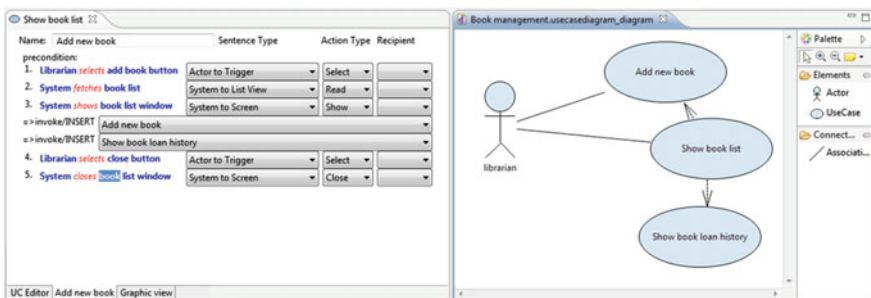 Show book list
Name: Add new book Sentence Type Action Type Recipient
precondition:
1. Librarian selects add book button Actor to Trigger Select
2. System fetches book list System to List View Read
3. System shows book list window System to Screen Show
=>invoke/INSERT Add new book
=>invoke/INSERT Show book loan history
4. Librarian selects close button Actor to Trigger Select
5. System closes book list window System to Screen Close
UC Editor Add new book Graphic view
Book management.usecasediagram_diagram
Add new book
librarian
Show book list
Show book loan history
Palette
Elements
Actor
UseCase
Connect...
Associati...